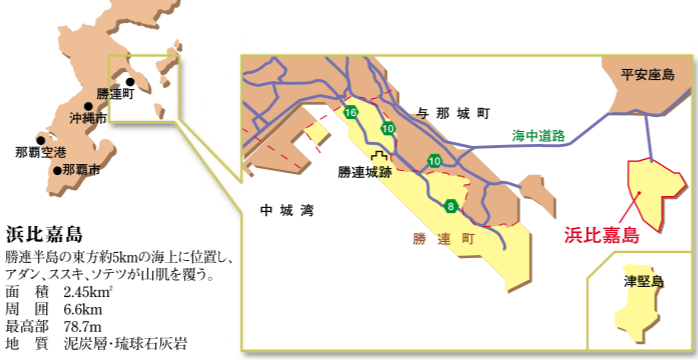 勝連町
沖縄市
那覇空港
那覇市
浜比嘉島
勝連半島の東方約5kmの海上に位置し、
アダン、ススキ、ソテツが山肌を覆う。
面　積　2.45km²
周　囲　6.6km
最高部　78.7m
地　質　泥炭層・琉球石灰岩
平安座島
与那城町
海中道路
16
10
10
勝連城跡
8
中城湾
勝連町
浜比嘉島
津堅島